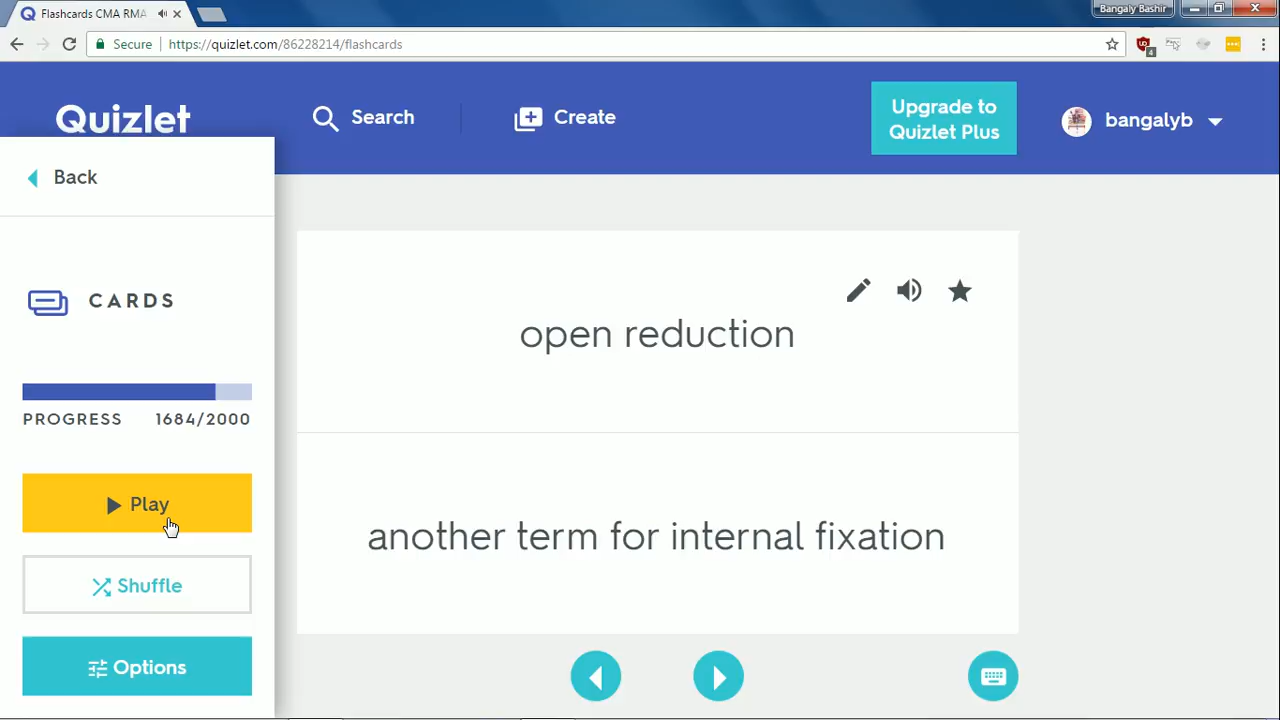 Flashcards CMA RMA
Bangaly Bashir
Secure
https://quizlet.com/86228214/flashcards
4
Quizlet
Search
Create
Upgrade to
Quizlet Plus
bangalyb
Back
CARDS
PROGRESS 1684/2000
Play
Shuffle
Options
open reduction
another term for internal fixation